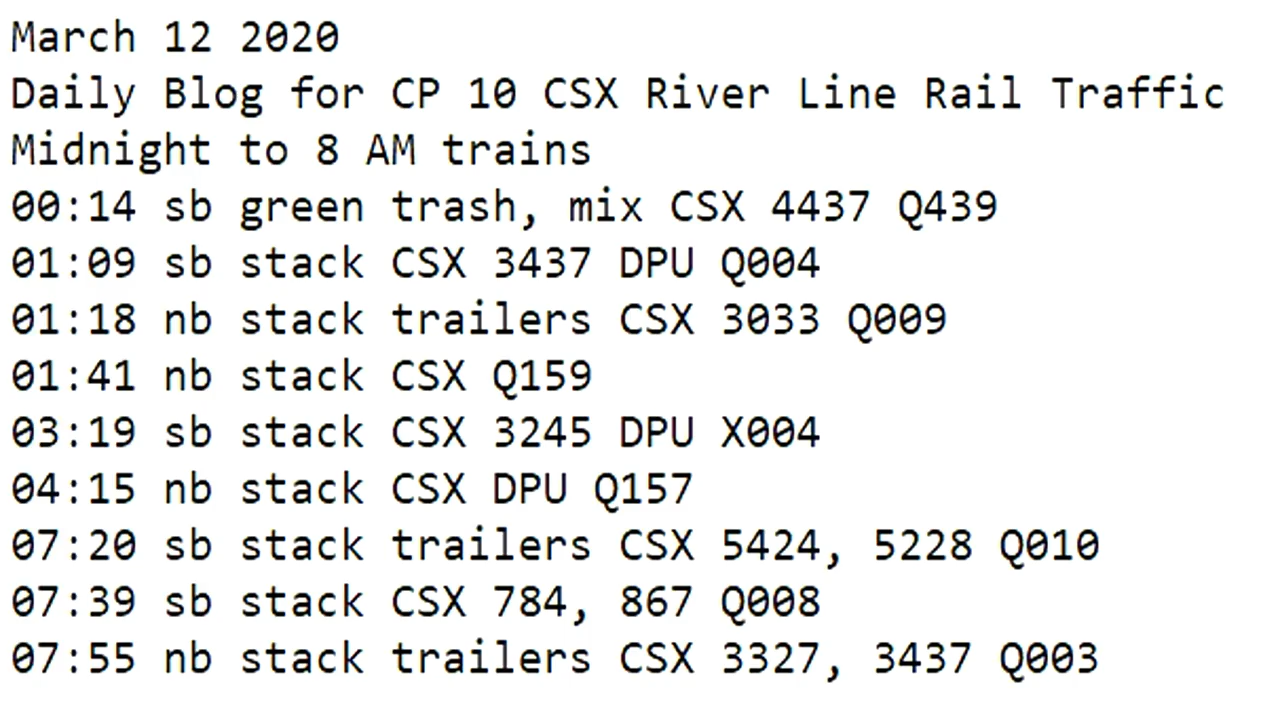 March 12 2020
Daily Blog for CP 10 CSX River Line Rail Traffic
Midnight to 8 AM trains
00:14 sb green trash, mix CSX 4437 Q439
01:09 sb stack CSX 3437 DPU Q004
01:18 nb stack trailers CSX 3033 Q009
01:41 nb stack CSX Q159
03:19 sb stack CSX 3245 DPU X004
04:15 nb stack CSX DPU Q157
07:20 sb stack trailers CSX 5424, 5228 Q010
07:39 sb stack CSX 784, 867 Q008
07:55 nb stack trailers CSX 3327, 3437 Q003